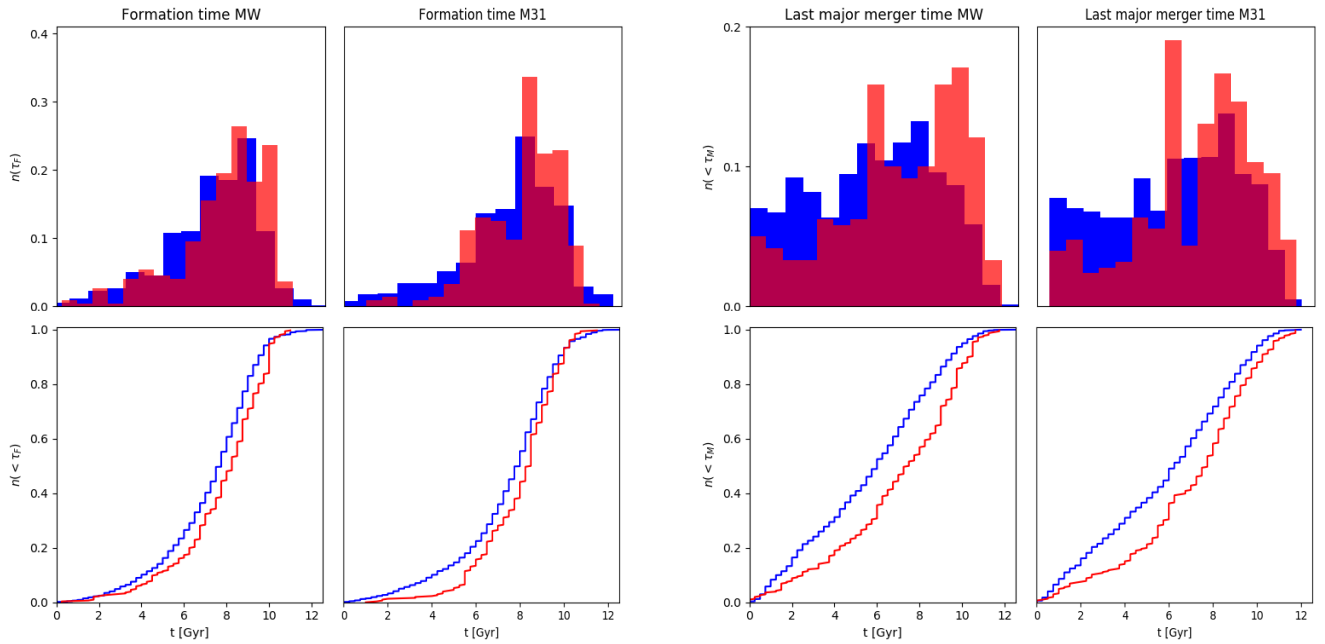 Formation time MW
Formation time M31
Last major merger time MW
Last major merger time M31
0.4
0.3
0.2
0.1
0.0
n(τ_F)
0.2
0.1
0.0
n(< τ_M)
1.0
0.8
0.6
0.4
0.2
0.0
n(< τ_F)
0 2 4 6 8 10 12
t [Gyr]
0 2 4 6 8 10 12
t [Gyr]
1.0
0.8
0.6
0.4
0.2
0.0
n(< τ_M)
0 2 4 6 8 10 12
t [Gyr]
0 2 4 6 8 10 12
t [Gyr]